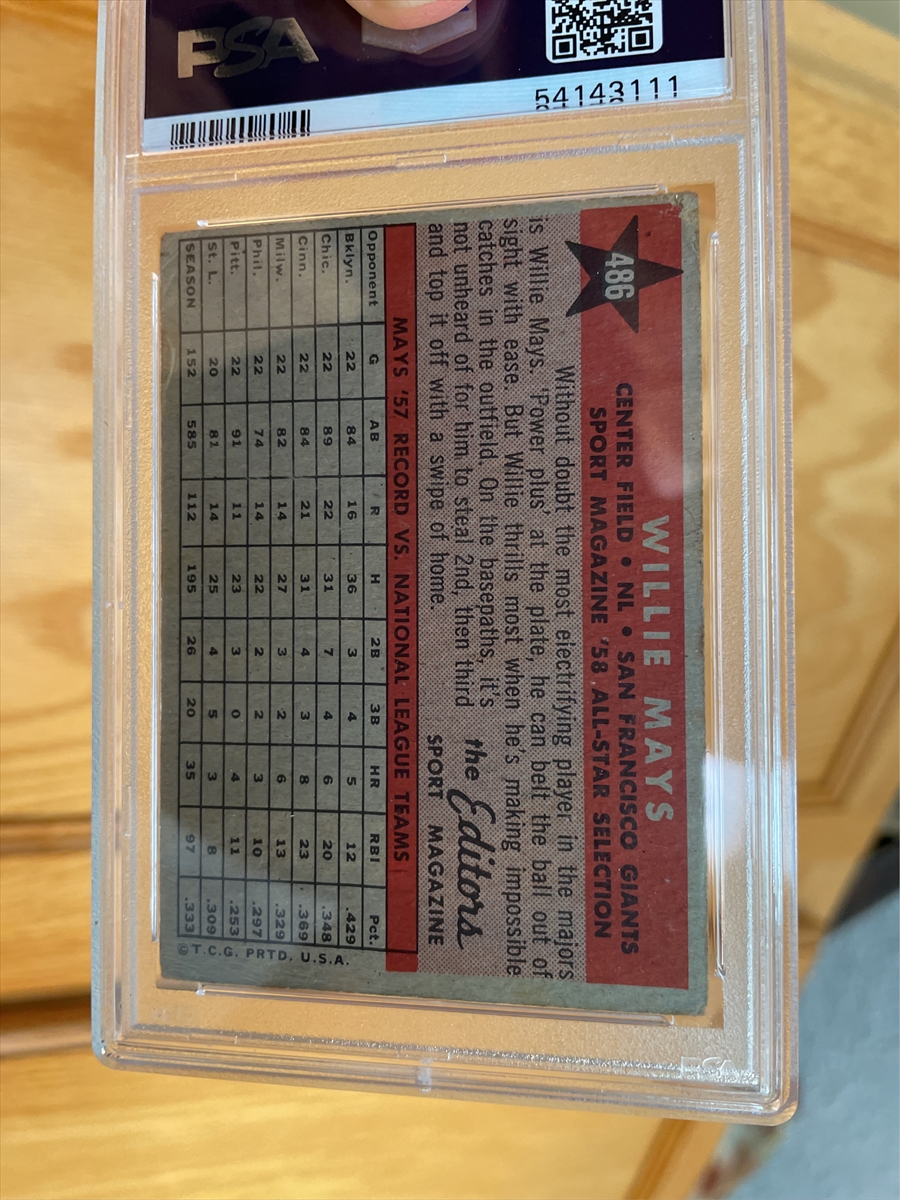 PSA
54143111
486
WILLIE MAYS
CENTER FIELD • NL • SAN FRANCISCO GIANTS
SPORT MAGAZINE '58 ALL-STAR SELECTION
Without doubt the most electrifying player in the majors
is Willie Mays. 'Power plus' at the plate, he can belt the ball out of
sight with ease. But Willie thrills most when he's making impossible
catches in the outfield. On the basepaths, it's
not unheard of for him to steal 2nd, then third
and top it off with a swipe of home.
the Editors
SPORT MAGAZINE
MAYS '57 RECORD VS. NATIONAL LEAGUE TEAMS
Opponent G AB R H 2B 3B HR RBI Pct.
Bklyn. 22 84 16 36 3 4 5 12 .429
Chic. 22 89 22 31 7 4 6 20 .348
Cinn. 22 84 21 31 4 3 8 23 .369
Milw. 22 82 14 27 3 2 6 13 .329
Phil. 22 74 14 22 2 2 3 10 .297
Pitt. 22 91 11 23 3 0 4 11 .253
St. L. 20 81 14 25 4 5 3 8 .309
SEASON 152 585 112 195 26 20 35 97 .333
©T.C.G. PRTD. U.S.A.
PSA